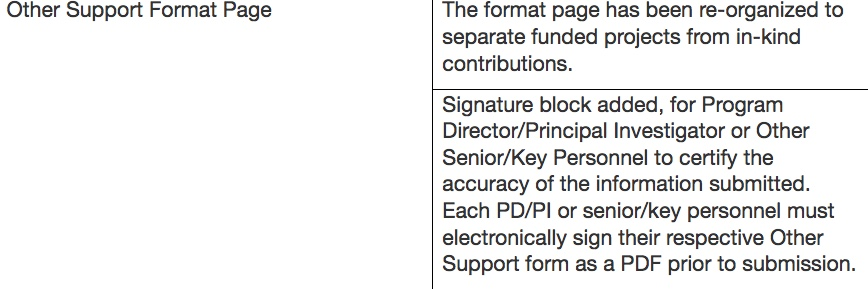 Other Support Format Page
The format page has been re-organized to
separate funded projects from in-kind
contributions.
Signature block added, for Program
Director/Principal Investigator or Other
Senior/Key Personnel to certify the
accuracy of the information submitted.
Each PD/PI or senior/key personnel must
electronically sign their respective Other
Support form as a PDF prior to submission.